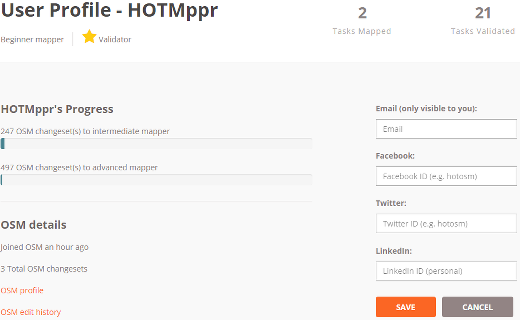 User Profile - HOTMppr
Beginner mapper
Validator
2
Tasks Mapped
21
Tasks Validated
HOTMppr's Progress
247 OSM changeset(s) to intermediate mapper
497 OSM changeset(s) to advanced mapper
OSM details
Joined OSM an hour ago
3 Total OSM changesets
OSM profile
OSM edit history
Email (only visible to you):
Email
Facebook:
Facebook ID (e.g. hotosm)
Twitter:
Twitter ID (e.g. hotosm)
LinkedIn:
Linkedin ID (personal)
SAVE
CANCEL